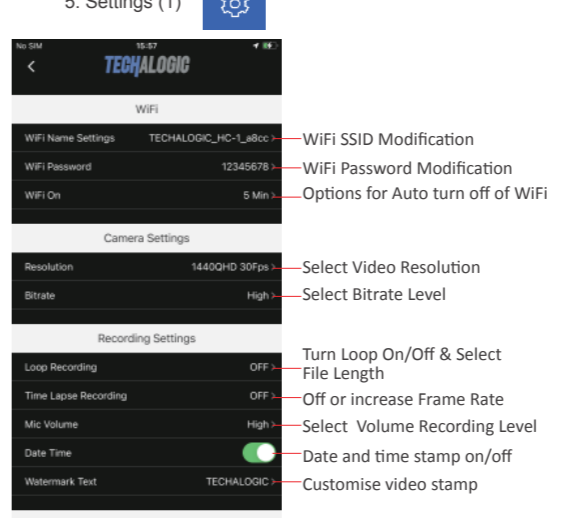 5. Settings (1)
No SIM 15:57
TECHALOGIC
WiFi
WiFi Name Settings TECHALOGIC_HC-1_a8cc > WiFi SSID Modification
WiFi Password 12345678 > WiFi Password Modification
WiFi On 5 Min > Options for Auto turn off of WiFi
Camera Settings
Resolution 1440QHD 30Fps > Select Video Resolution
Bitrate High > Select Bitrate Level
Recording Settings
Turn Loop On/Off & Select
Loop Recording OFF > File Length
Time Lapse Recording OFF > Off or increase Frame Rate
Mic Volume High > Select Volume Recording Level
Date Time Date and time stamp on/off
Watermark Text TECHALOGIC > Customise video stamp